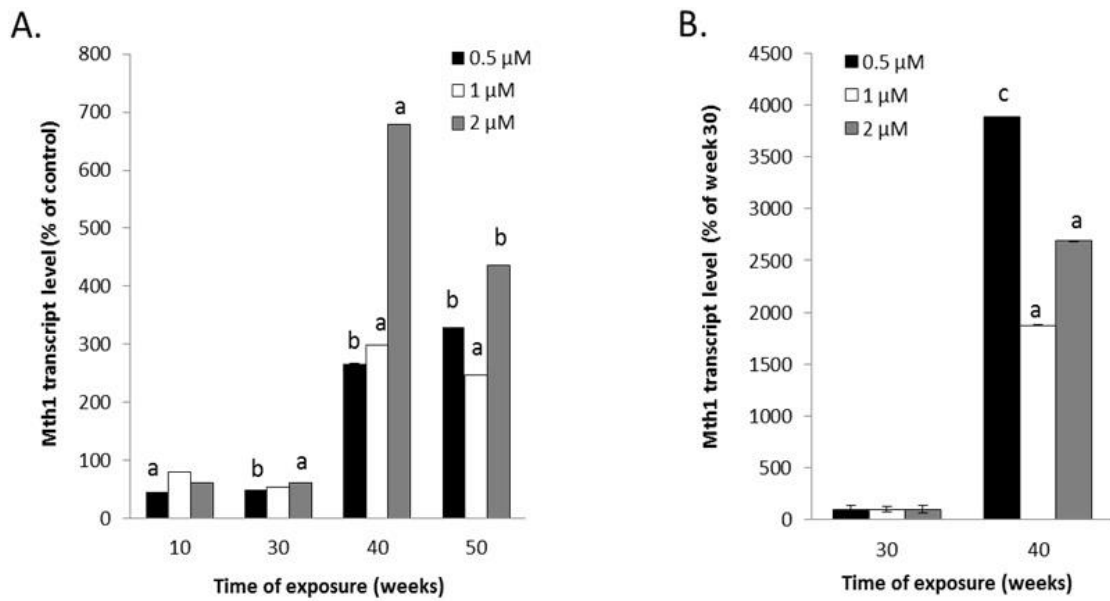 A.
Mth1 transcript level (% of control)
800
700
600
500
400
300
200
100
0
0.5 µM
1 µM
2 µM
a
b
a
b
a
a
b
a
b
10
30
40
50
Time of exposure (weeks)
B.
Mth1 transcript level (% of week 30)
4500
4000
3500
3000
2500
2000
1500
1000
500
0
0.5 µM
1 µM
2 µM
c
a
a
30
40
Time of exposure (weeks)